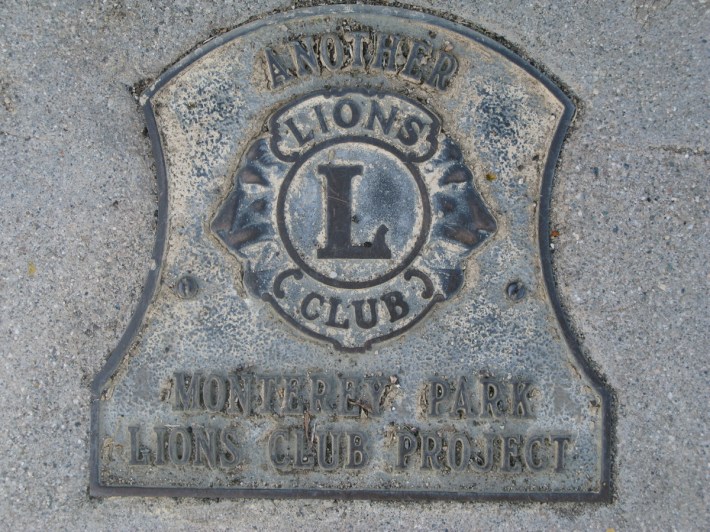 ANOTHER
LIONS
L
CLUB
MONTEREY PARK
LIONS CLUB PROJECT